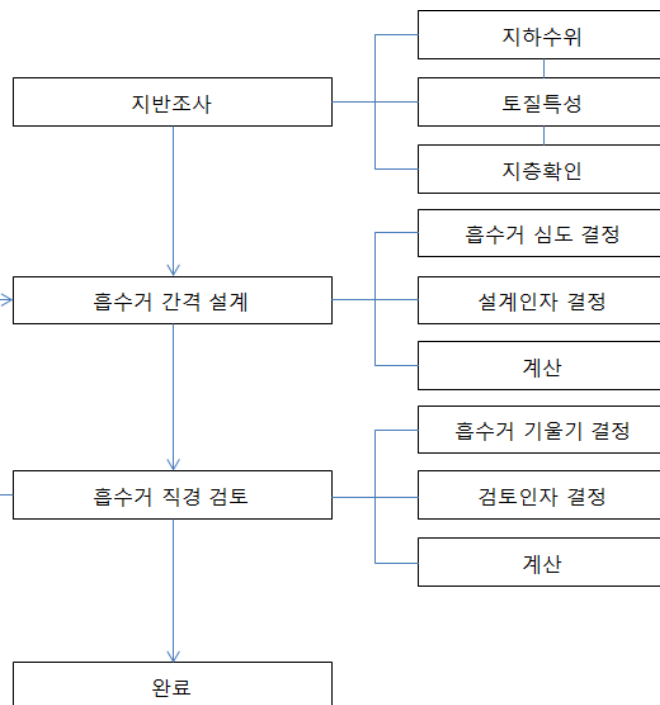 지하수위
지반조사
토질특성
지층확인
흡수거 심도 결정
흡수거 간격 설계
설계인자 결정
계산
흡수거 기울기 결정
흡수거 직경 검토
검토인자 결정
계산
완료